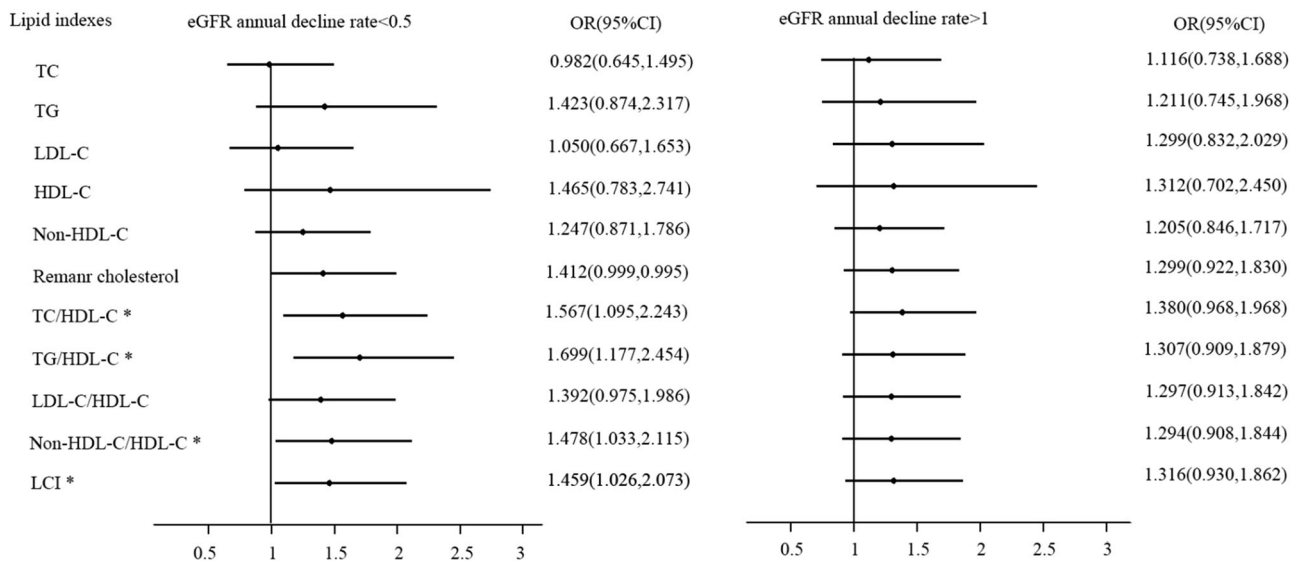 Lipid indexes eGFR annual decline rate<0.5 OR(95%CI) eGFR annual decline rate>1 OR(95%CI)
TC 0.982(0.645,1.495) 1.116(0.738,1.688)
TG 1.423(0.874,2.317) 1.211(0.745,1.968)
LDL-C 1.050(0.667,1.653) 1.299(0.832,2.029)
HDL-C 1.465(0.783,2.741) 1.312(0.702,2.450)
Non-HDL-C 1.247(0.871,1.786) 1.205(0.846,1.717)
Remanr cholesterol 1.412(0.999,0.995) 1.299(0.922,1.830)
TC/HDL-C * 1.567(1.095,2.243) 1.380(0.968,1.968)
TG/HDL-C * 1.699(1.177,2.454) 1.307(0.909,1.879)
LDL-C/HDL-C 1.392(0.975,1.986) 1.297(0.913,1.842)
Non-HDL-C/HDL-C * 1.478(1.033,2.115) 1.294(0.908,1.844)
LCI * 1.459(1.026,2.073) 1.316(0.930,1.862)
0.5 1 1.5 2 2.5 3 0.5 1 1.5 2 2.5 3